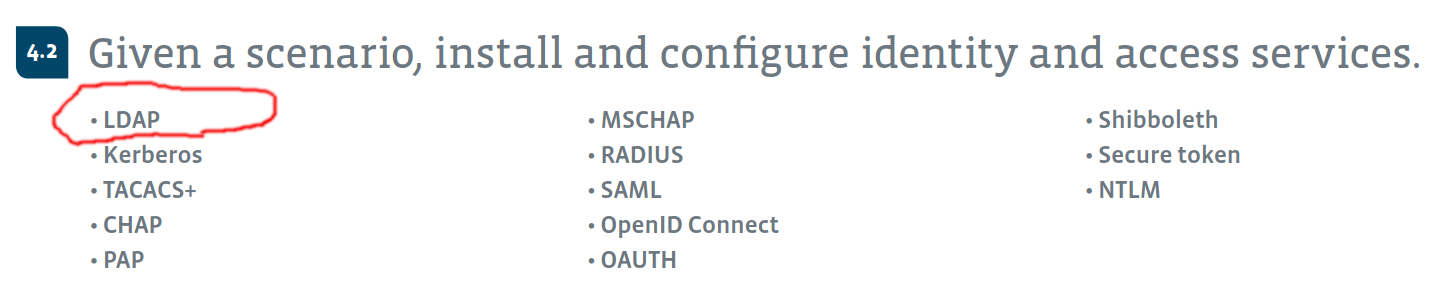 4.2 Given a scenario, install and configure identity and access services.
• LDAP
• Kerberos
• TACACS+
• CHAP
• PAP
• MSCHAP
• RADIUS
• SAML
• OpenID Connect
• OAUTH
• Shibboleth
• Secure token
• NTLM